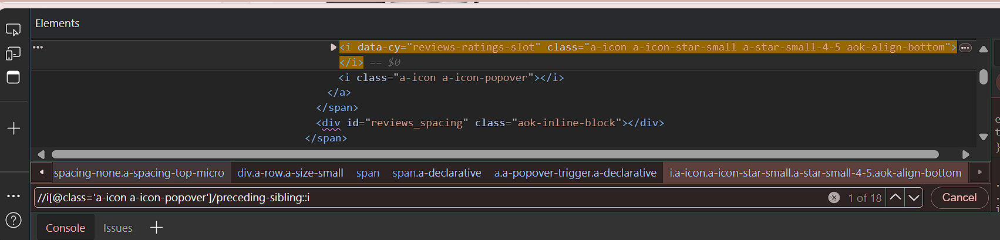 Elements
<i data-cy="reviews-ratings-slot" class="a-icon a-icon-star-small a-star-small-4-5 aok-align-bottom">
</i> == $0
<i class="a-icon a-icon-popover"></i>
</a>
</span>
<div id="reviews_spacing" class="aok-inline-block"></div>
</span>
spacing-none.a-spacing-top-micro div.a-row.a-size-small span span.a-declarative a.a-popover-trigger.a-declarative i.a-icon.a-icon-star-small.a-star-small-4-5.aok-align-bottom
//i[@class='a-icon a-icon-popover']/preceding-sibling::i 1 of 18 Cancel
Console Issues